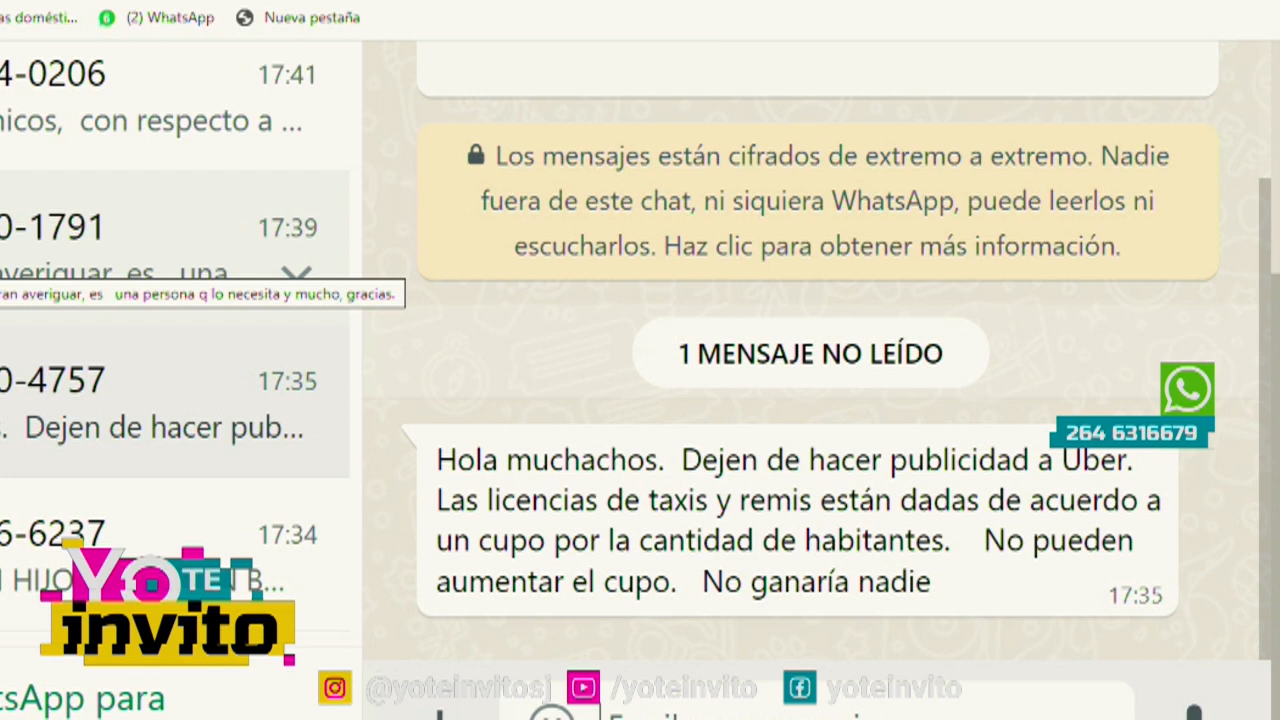 as domésti...
(2) WhatsApp
Nueva pestaña
4-0206
17:41
nicos, con respecto a ...
0-1791
17:39
averiguar, es una
ran averiguar, es una persona q lo necesita y mucho, gracias.
0-4757
17:35
s. Dejen de hacer pub...
6-6237
17:34
HIJO
B...
tsApp para
Los mensajes están cifrados de extremo a extremo. Nadie
fuera de este chat, ni siquiera WhatsApp, puede leerlos ni
escucharlos. Haz clic para obtener más información.
1 MENSAJE NO LEÍDO
264 6316679
Hola muchachos. Dejen de hacer publicidad a Uber.
Las licencias de taxis y remis están dadas de acuerdo a
un cupo por la cantidad de habitantes. No pueden
aumentar el cupo. No ganaría nadie
17:35
YO TE
invito
@yoteinvitosj
/yoteinvito
yoteinvito